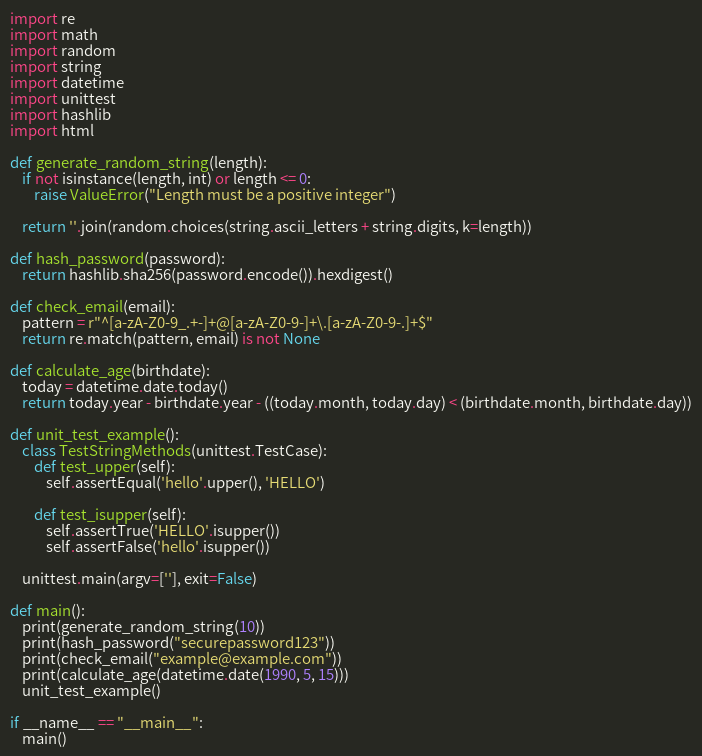 import re
import math
import random
import string
import datetime
import unittest
import hashlib
import html

def generate_random_string(length):
    if not isinstance(length, int) or length <= 0:
        raise ValueError("Length must be a positive integer")

    return ''.join(random.choices(string.ascii_letters + string.digits, k=length))

def hash_password(password):
    return hashlib.sha256(password.encode()).hexdigest()

def check_email(email):
    pattern = r"^[a-zA-Z0-9_.+-]+@[a-zA-Z0-9-]+\.[a-zA-Z0-9-.]+$"
    return re.match(pattern, email) is not None

def calculate_age(birthdate):
    today = datetime.date.today()
    return today.year - birthdate.year - ((today.month, today.day) < (birthdate.month, birthdate.day))

def unit_test_example():
    class TestStringMethods(unittest.TestCase):
        def test_upper(self):
            self.assertEqual('hello'.upper(), 'HELLO')

        def test_isupper(self):
            self.assertTrue('HELLO'.isupper())
            self.assertFalse('hello'.isupper())

    unittest.main(argv=[''], exit=False)

def main():
    print(generate_random_string(10))
    print(hash_password("securepassword123"))
    print(check_email("example@example.com"))
    print(calculate_age(datetime.date(1990, 5, 15)))
    unit_test_example()

if __name__ == "__main__":
    main()